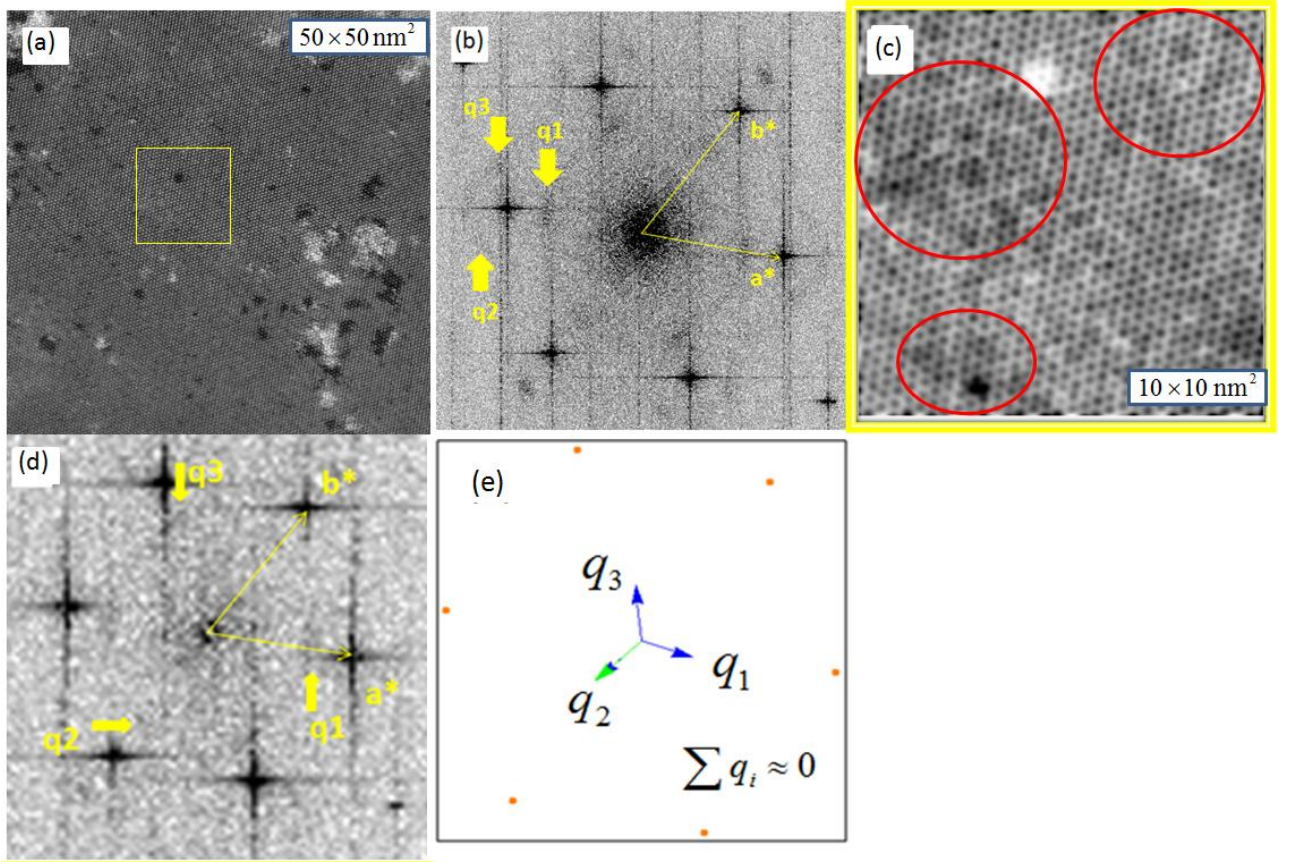 (a)
50 × 50 nm²
(b)
q3
q1
b*
a*
q2
(c)
10 × 10 nm²
(d)
q3
b*
a*
q2
q1
(e)
q₃
q₁
q₂
∑ qᵢ ≈ 0